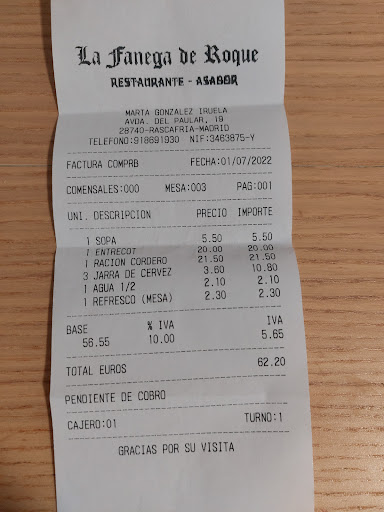 La Fanega de Roque
RESTAURANTE - ASADOR
MARTA GONZALEZ IRUELA
AVDA. DEL PAULAR, 19
28740-RASCAFRIA-MADRID
TELEFONO:918691930 NIF:3463875-Y
FACTURA COMPRB FECHA:01/07/2022
COMENSALES:000 MESA:003 PAG:001
UNI. DESCRIPCION PRECIO IMPORTE
1 SOPA 5.50 5.50
1 ENTRECOT 20.00 20.00
1 RACION CORDERO 21.50 21.50
3 JARRA DE CERVEZ 3.60 10.80
1 AGUA 1/2 2.10 2.10
1 REFRESCO (MESA) 2.30 2.30
BASE % IVA IVA
56.55 10.00 5.65
TOTAL EUROS 62.20
PENDIENTE DE COBRO
CAJERO:01 TURNO:1
GRACIAS POR SU VISITA